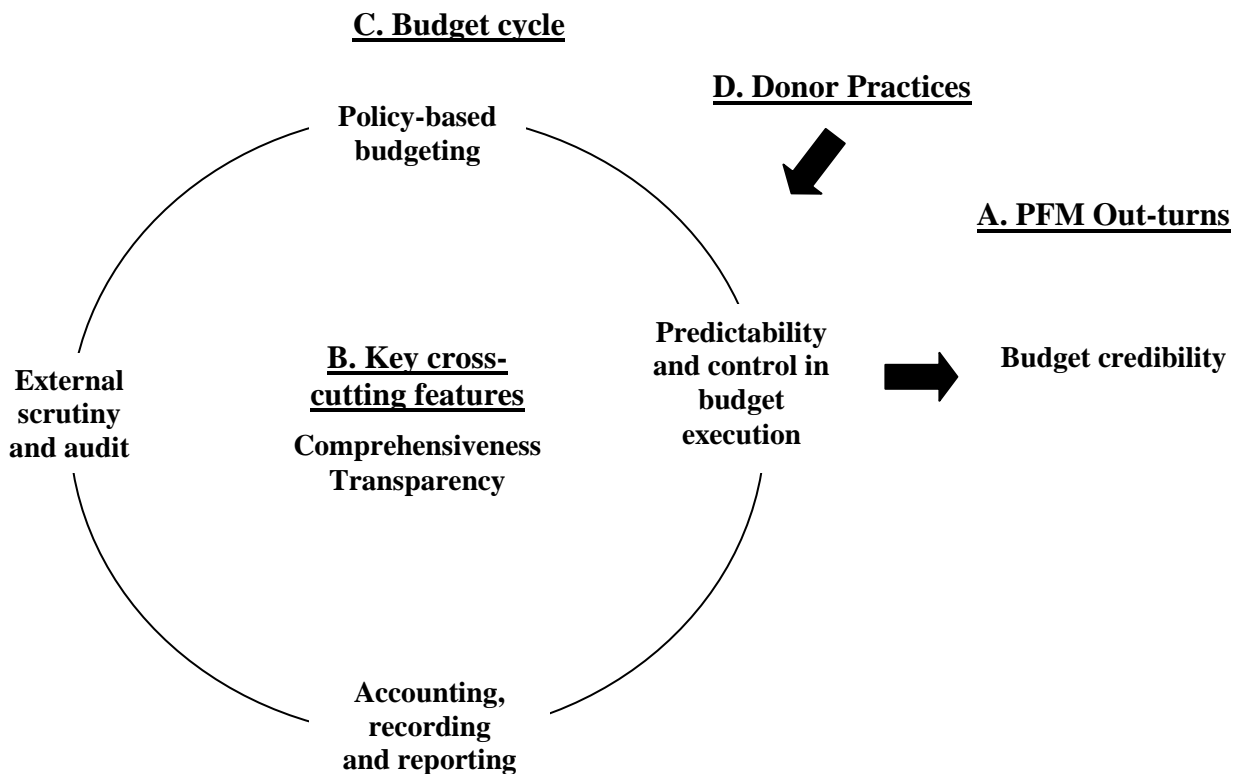 C. Budget cycle
D. Donor Practices
Policy-based
budgeting
A. PFM Out-turns
Predictability
and control in
budget
execution
Budget credibility
B. Key cross-
cutting features
Comprehensiveness
Transparency
External
scrutiny
and audit
Accounting,
recording
and reporting